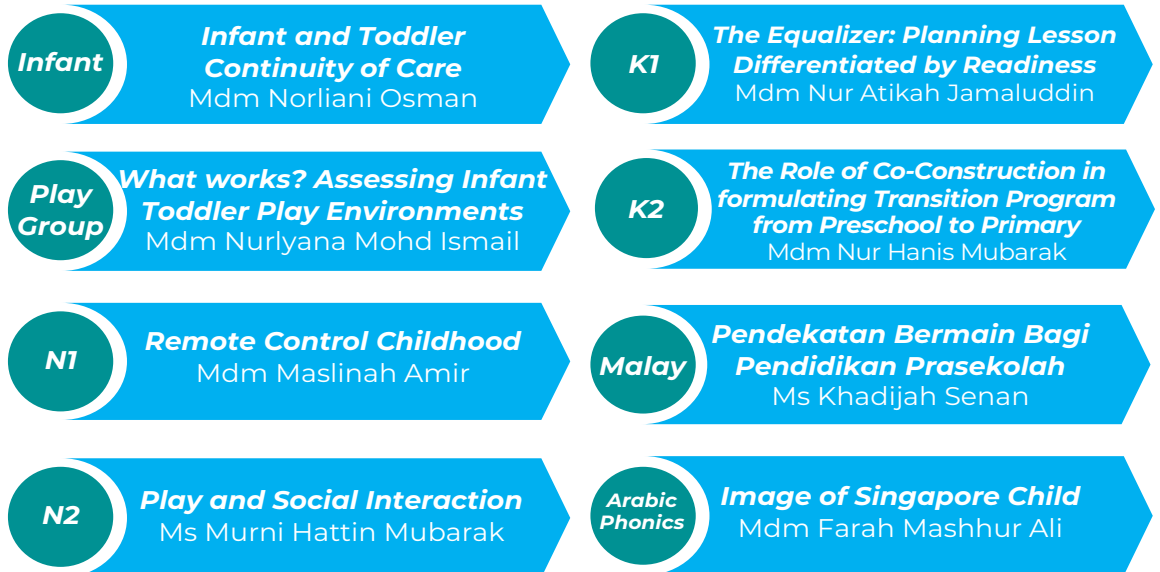 Infant
Infant and Toddler
Continuity of Care
Mdm Norliani Osman
Play
Group
What works? Assessing Infant
Toddler Play Environments
Mdm Nurlyana Mohd Ismail
N1
Remote Control Childhood
Mdm Maslinah Amir
N2
Play and Social Interaction
Ms Murni Hattin Mubarak
K1
The Equalizer: Planning Lesson
Differentiated by Readiness
Mdm Nur Atikah Jamaluddin
K2
The Role of Co-Construction in
formulating Transition Program
from Preschool to Primary
Mdm Nur Hanis Mubarak
Malay
Pendekatan Bermain Bagi
Pendidikan Prasekolah
Ms Khadijah Senan
Arabic
Phonics
Image of Singapore Child
Mdm Farah Mashhur Ali